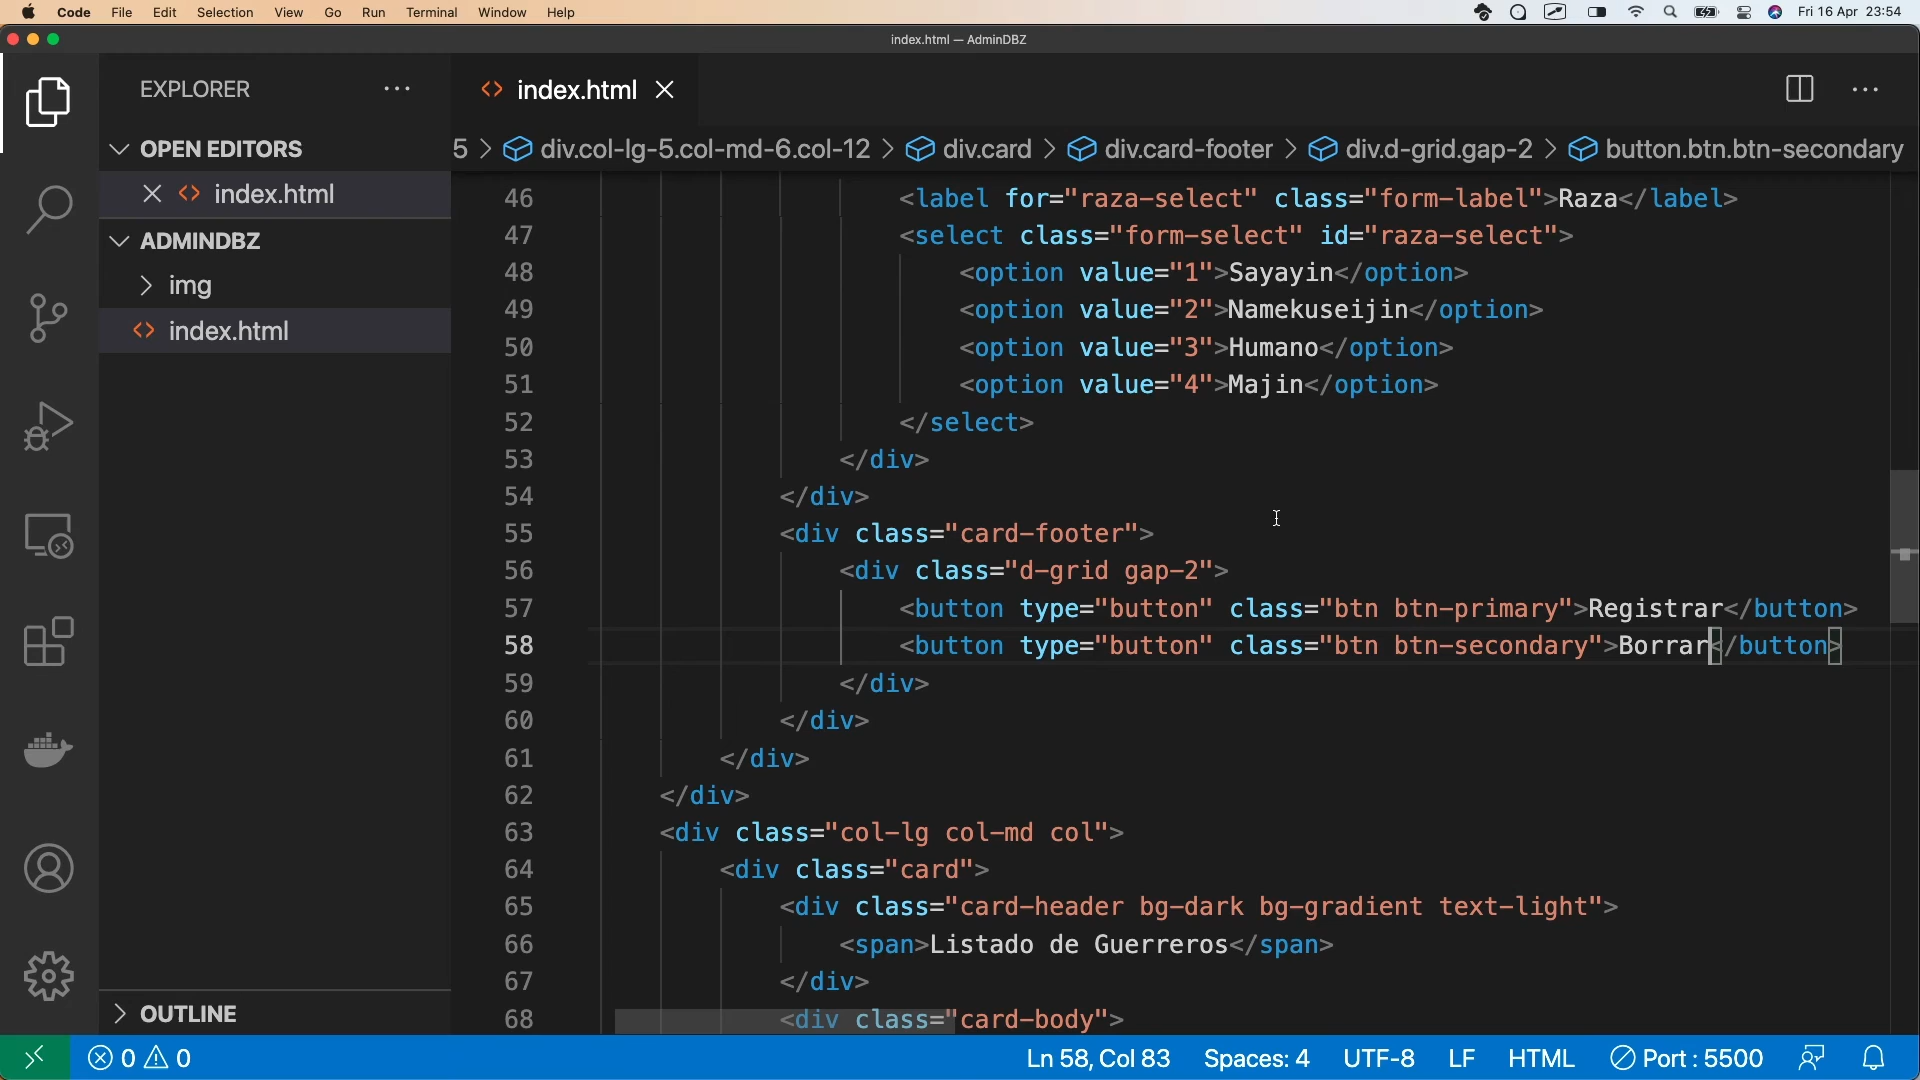 Code File Edit Selection View Go Run Terminal Window Help Fri 16 Apr 23:54
index.html — AdminDBZ
EXPLORER
OPEN EDITORS
index.html
ADMINDBZ
img
index.html
OUTLINE
index.html
5 > div.col-lg-5.col-md-6.col-12 > div.card > div.card-footer > div.d-grid.gap-2 > button.btn.btn-secondary
46 <label for="raza-select" class="form-label">Raza</label>
47 <select class="form-select" id="raza-select">
48 <option value="1">Sayayin</option>
49 <option value="2">Namekuseijin</option>
50 <option value="3">Humano</option>
51 <option value="4">Majin</option>
52 </select>
53 </div>
54 </div>
55 <div class="card-footer">
56 <div class="d-grid gap-2">
57 <button type="button" class="btn btn-primary">Registrar</button>
58 <button type="button" class="btn btn-secondary">Borrar</button>
59 </div>
60 </div>
61 </div>
62 </div>
63 <div class="col-lg col-md col">
64 <div class="card">
65 <div class="card-header bg-dark bg-gradient text-light">
66 <span>Listado de Guerreros</span>
67 </div>
68 <div class="card-body">
0 0 Ln 58, Col 83 Spaces: 4 UTF-8 LF HTML Port : 5500